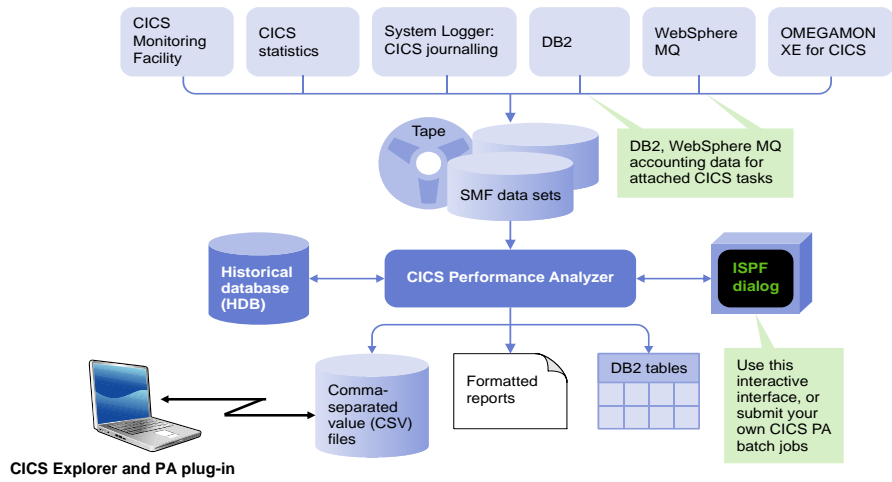 CICS
Monitoring
Facility
CICS
statistics
System Logger:
CICS journalling
DB2
WebSphere
MQ
OMEGAMON
XE for CICS
Tape
SMF data sets
DB2, WebSphere MQ
accounting data for
attached CICS tasks
Historical
database
(HDB)
CICS Performance Analyzer
ISPF
dialog
Comma-
separated
value (CSV)
files
Formatted
reports
DB2 tables
Use this
interactive
interface, or
submit your
own CICS PA
batch jobs
CICS Explorer and PA plug-in